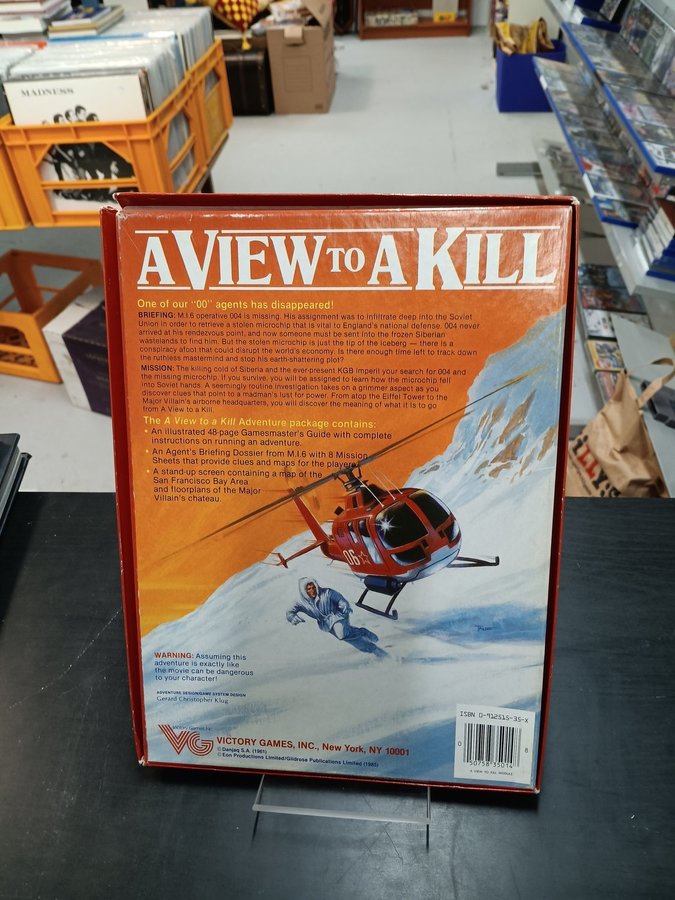 MADNESS
A VIEW TO A KILL
One of our "00" agents has disappeared!
BRIEFING: M.I.6 operative 004 is missing. His assignment was to infiltrate deep into the Soviet
Union in order to retrieve a stolen microchip that is vital to England's national defense. 004 never
arrived at his rendezvous point, and now someone must be sent into the frozen Siberian
wastelands to find him. But the stolen microchip is just the tip of the iceberg — there is a
conspiracy afoot that could disrupt the world's economy. Is there enough time left to track down
the ruthless mastermind and stop his earth-shattering plot?
MISSION: The killing cold of Siberia and the ever-present KGB imperil your search for 004 and
the missing microchip. If you survive, you will be assigned to learn how the microchip fell
into Soviet hands. A seemingly routine investigation takes on a grimmer aspect as you
discover clues that point to a madman's lust for power. From atop the Eiffel Tower to the
Major Villain's airborne headquarters, you will discover the meaning of what it is to go
from A View to a Kill.
The A View to a Kill Adventure package contains:
• An illustrated 48-page Gamesmaster's Guide with complete
instructions on running an adventure.
• An Agent's Briefing Dossier from M.I.6 with 8 Mission
Sheets that provide clues and maps for the players.
• A stand-up screen containing a map of the
San Francisco Bay Area
and floorplans of the Major
Villain's chateau.
06
WARNING: Assuming this
adventure is exactly like
the movie can be dangerous
to your character!
ADVENTURE DESIGN/GAME SYSTEM DESIGN
Gerard Christopher Klug
Victory Games, Inc.
VG
VICTORY GAMES, INC., New York, NY 10001
© Danjaq S.A. (1961)
© Eon Productions Limited/Glidrose Publications Limited (1985)
ISBN 0-912515-35-X
0 50758 35014 8
A VIEW TO A KILL MODULE